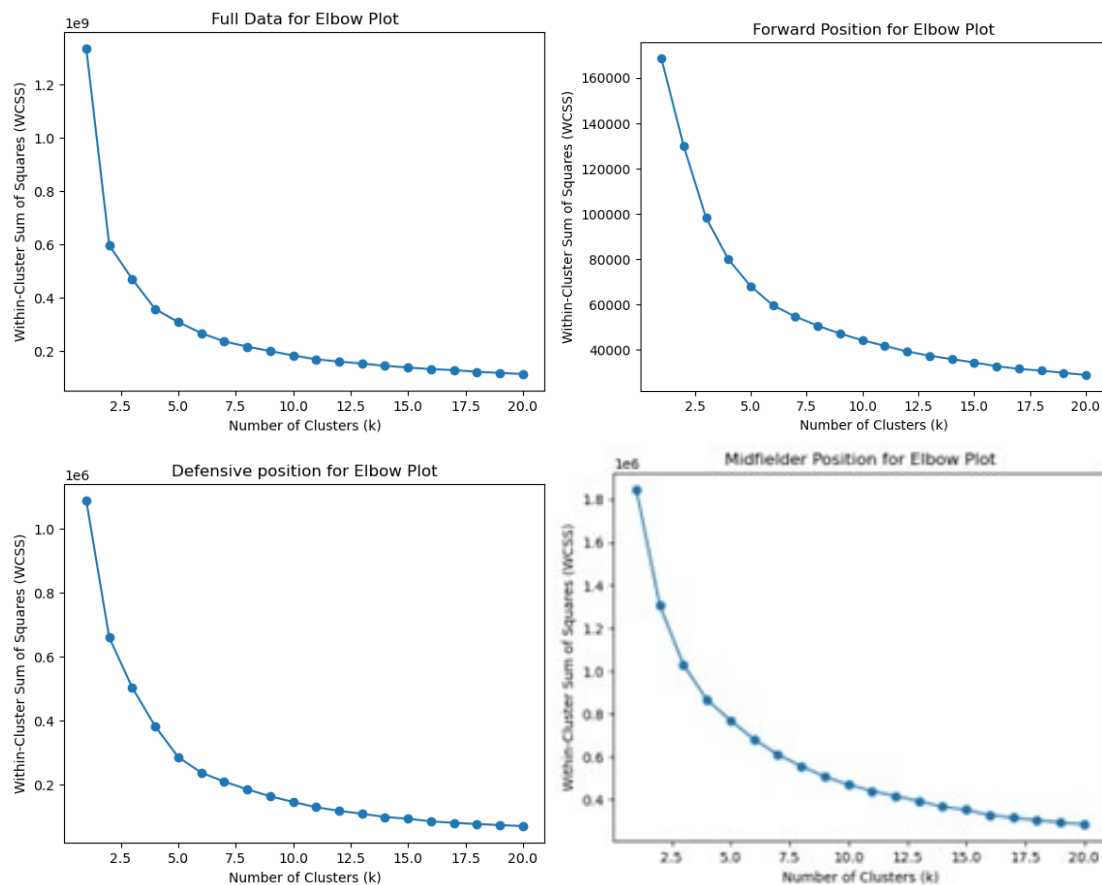 Full Data for Elbow Plot
1e9
Within-Cluster Sum of Squares (WCSS)
1.2
1.0
0.8
0.6
0.4
0.2
2.5 5.0 7.5 10.0 12.5 15.0 17.5 20.0
Number of Clusters (k)
Forward Position for Elbow Plot
Within-Cluster Sum of Squares (WCSS)
160000
140000
120000
100000
80000
60000
40000
2.5 5.0 7.5 10.0 12.5 15.0 17.5 20.0
Number of Clusters (k)
Defensive position for Elbow Plot
1e6
Within-Cluster Sum of Squares (WCSS)
1.0
0.8
0.6
0.4
0.2
2.5 5.0 7.5 10.0 12.5 15.0 17.5 20.0
Number of Clusters (k)
Midfielder Position for Elbow Plot
1e6
Within-Cluster Sum of Squares (WCSS)
1.8
1.6
1.4
1.2
1.0
0.8
0.6
0.4
2.5 5.0 7.5 10.0 12.5 15.0 17.5 20.0
Number of Clusters (k)